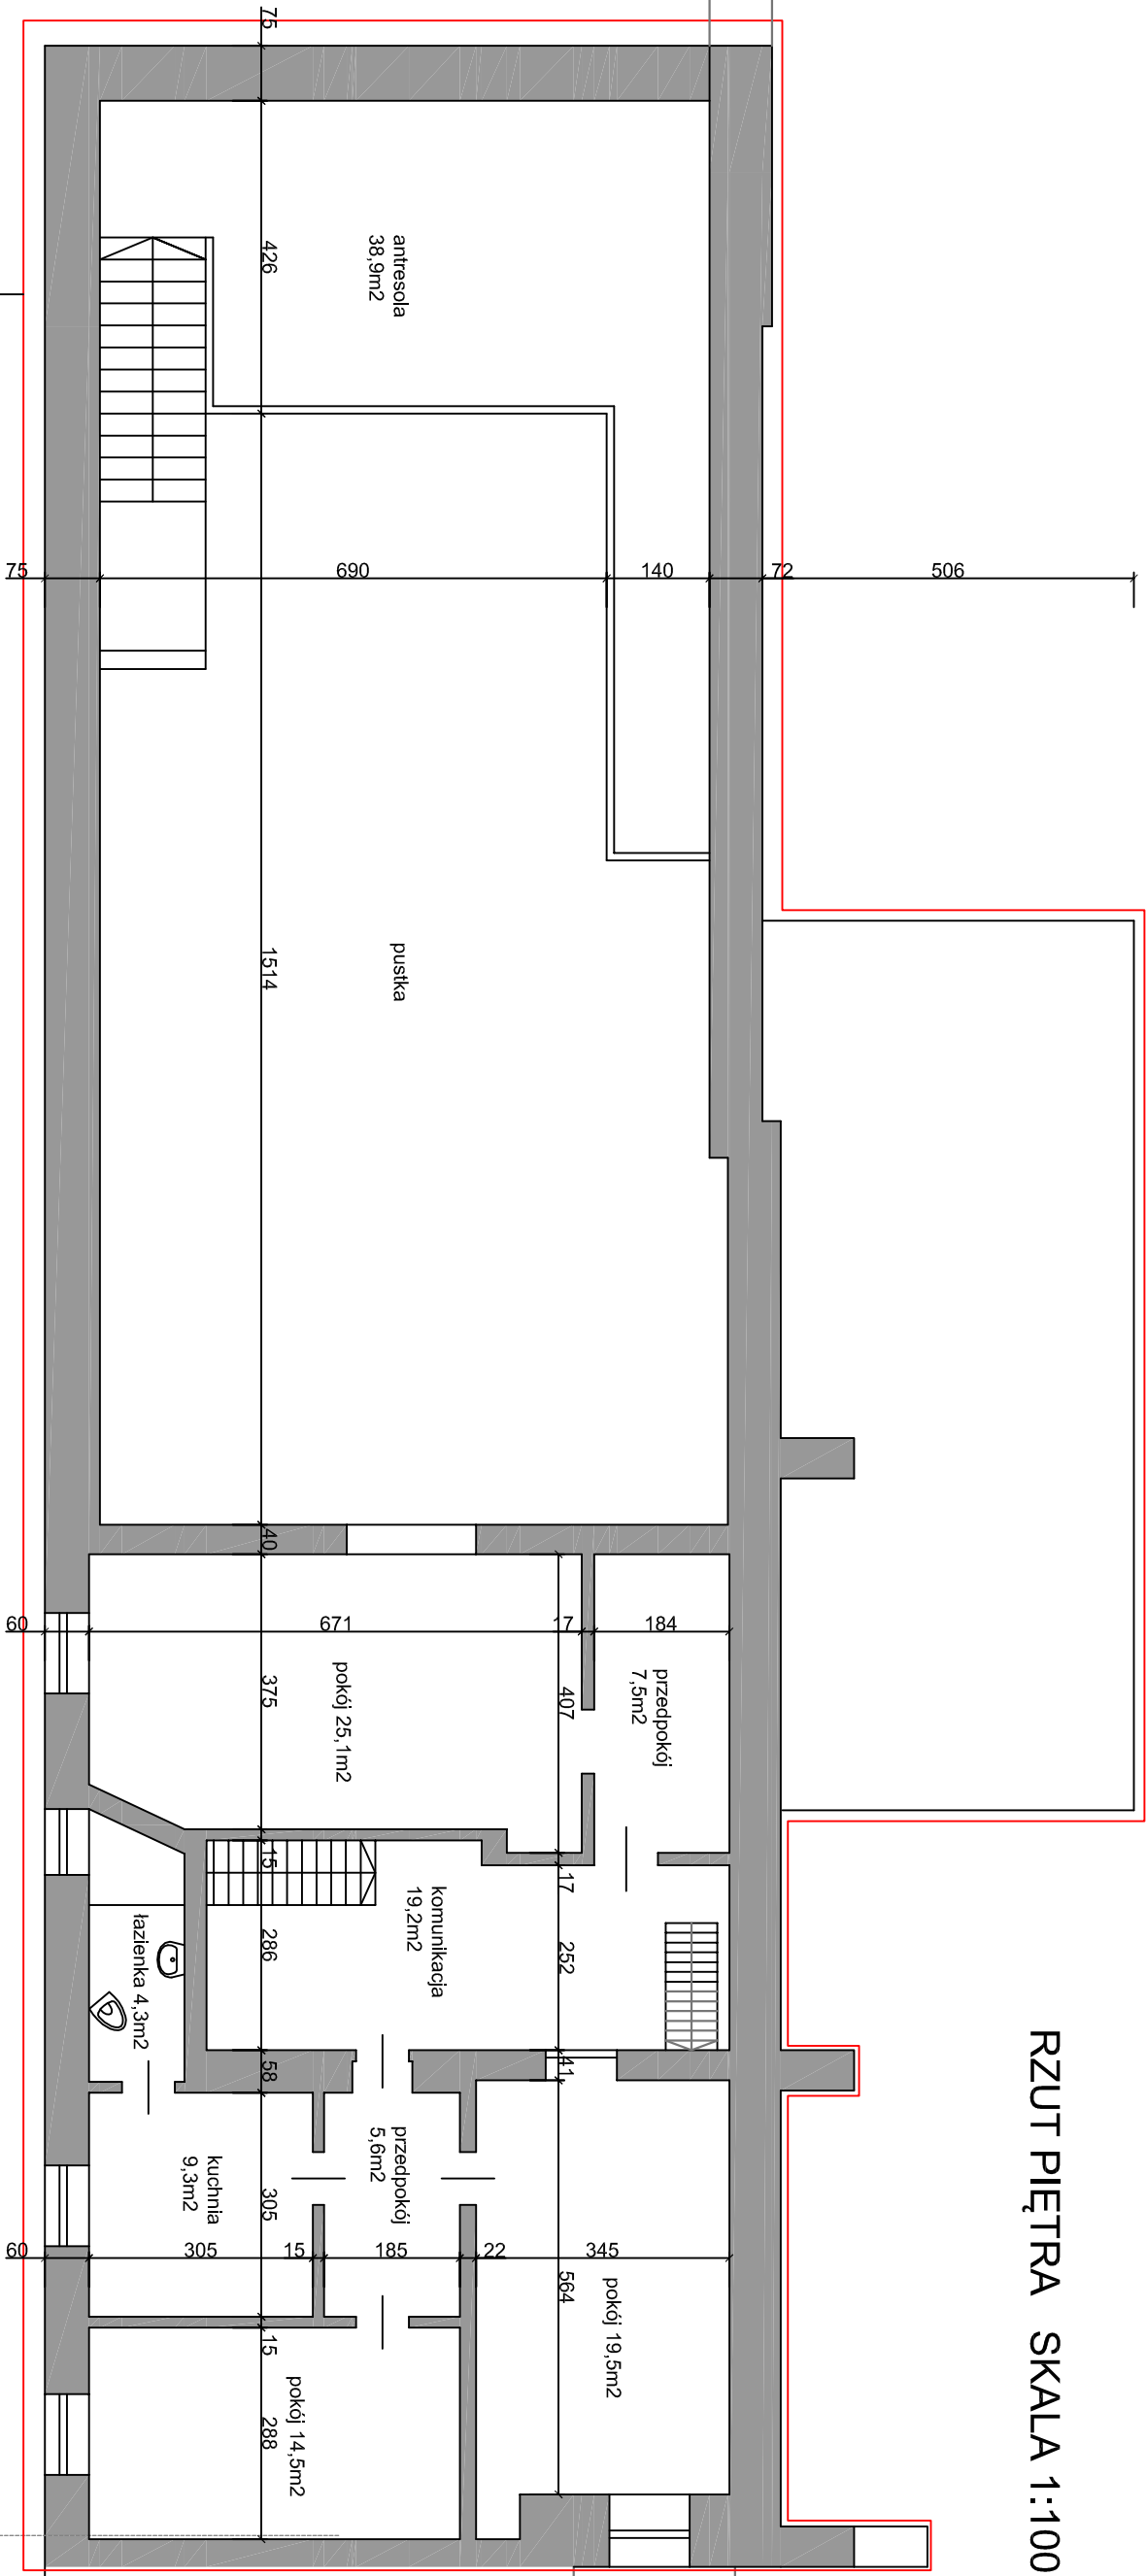 RZUT PIĘTRA SKALA 1:100
75
426
antresola
38,9m2
75
690
140
72
506
1514
pustka
40
60
671
17
184
375
pokój 25,1m2
407
przedpokój
7,5m2
15
17
286
komunikacja
19,2m2
252
łazienka 4,3m2
58
41
kuchnia
9,3m2
przedpokój
5,6m2
305
60
305
15
185
22
345
564
pokój 19,5m2
15
288
pokój 14,5m2